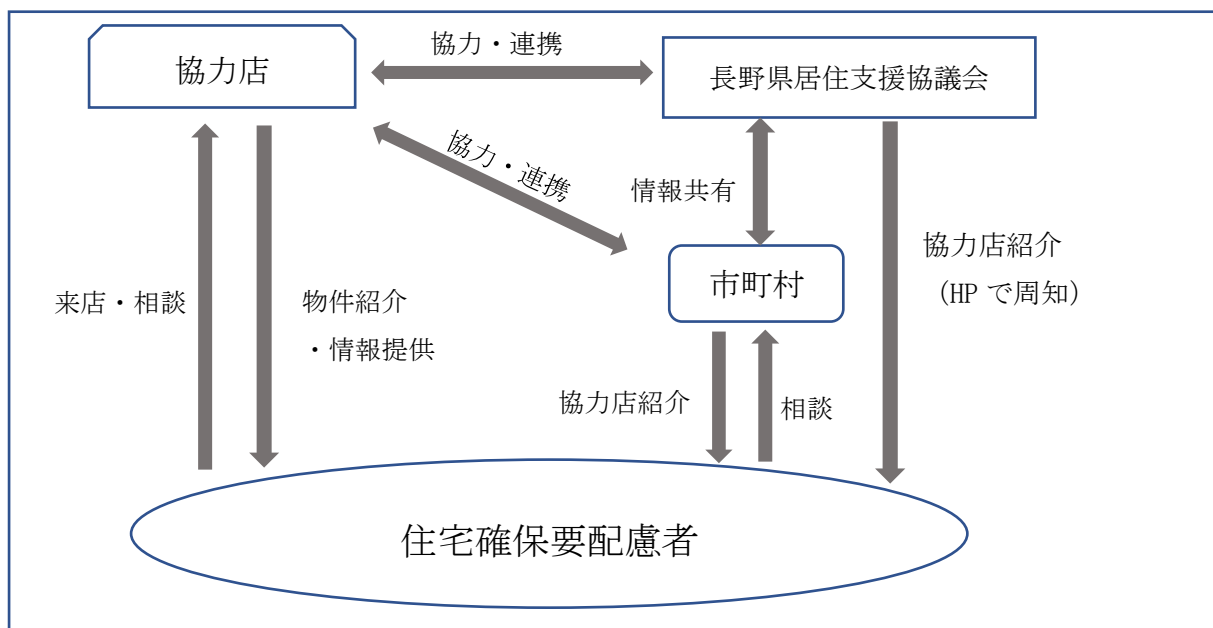 協力・連携
協力店
長野県居住支援協議会
協力・連携
情報共有
協力店紹介
（HP で周知）
市町村
来店・相談
物件紹介
・情報提供
協力店紹介
相談
住宅確保要配慮者